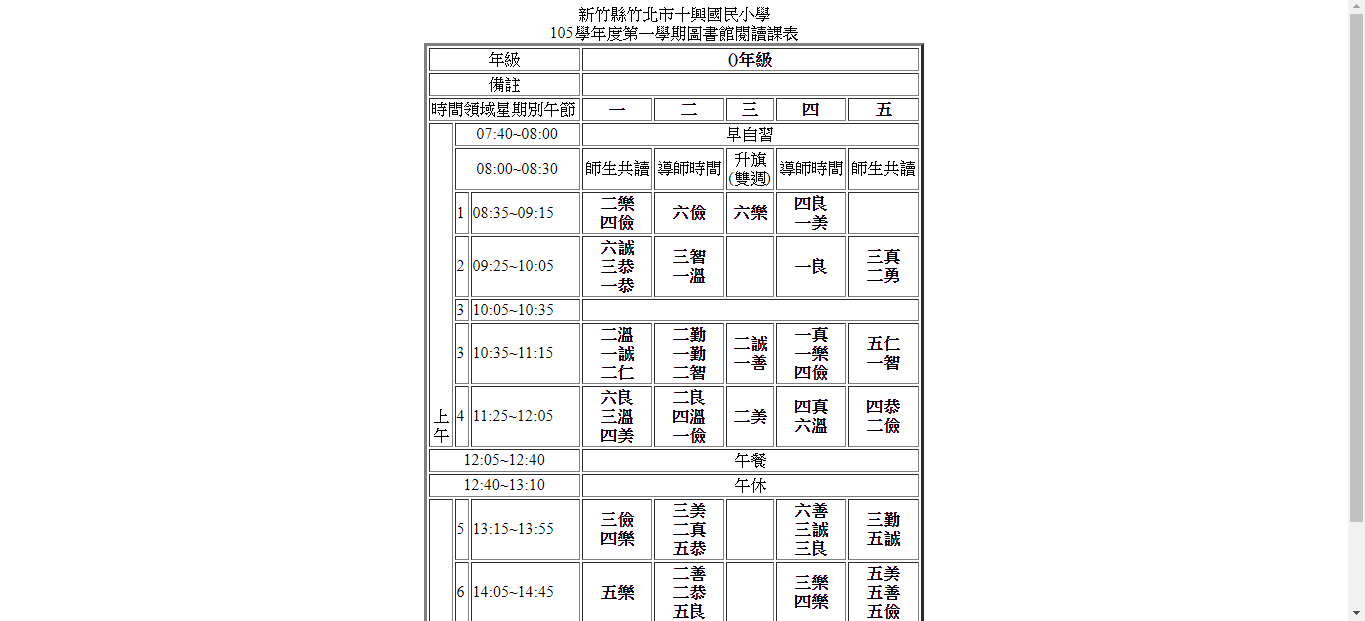 新竹縣竹北市十興國民小學
105學年度第一學期圖書館閱讀課表
年級 0年級
備註
時間領域星期別午節 一 二 三 四 五
上午
07:40~08:00 早自習
08:00~08:30 師生共讀 導師時間 升旗(雙週) 導師時間 師生共讀
1 08:35~09:15 二樂 四儉 六儉 六樂 四良 一美
2 09:25~10:05 六誠 三恭 一恭 三智 一溫 一良 三真 二勇
3 10:05~10:35
3 10:35~11:15 二溫 一誠 二仁 二勤 一勤 二智 二誠 一善 一真 一樂 四儉 五仁 一智
4 11:25~12:05 六良 三溫 四美 二良 四溫 一儉 二美 四真 六溫 四恭 二儉
12:05~12:40 午餐
12:40~13:10 午休
5 13:15~13:55 三儉 四樂 三美 二真 五恭 六善 三誠 三良 三勤 五誠
6 14:05~14:45 五樂 二善 二恭 五良 三樂 四樂 五美 五善 五儉